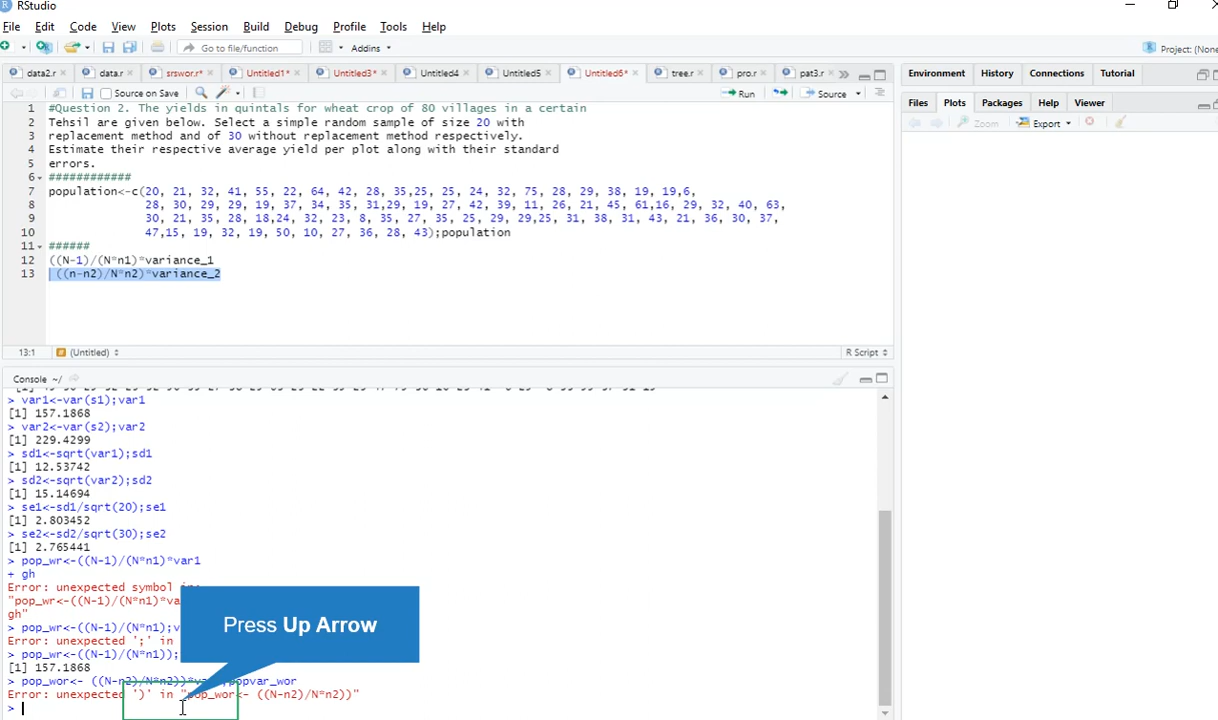 RStudio
File Edit Code View Plots Session Build Debug Profile Tools Help
Go to file/function Addins Project: (None
data2.r data.r srswor.r* Untitled1* Untitled3* Untitled4 Untitled5 Untitled6* tree.r pro.r pat3.r
Source on Save Run Source
1 #Question 2. The yields in quintals for wheat crop of 80 villages in a certain
2 Tehsil are given below. Select a simple random sample of size 20 with
3 replacement method and of 30 without replacement method respectively.
4 Estimate their respective average yield per plot along with their standard
5 errors.
6 ############
7 population<-c(20, 21, 32, 41, 55, 22, 64, 42, 28, 35,25, 25, 24, 32, 75, 28, 29, 38, 19, 19,6,
8 28, 30, 29, 29, 19, 37, 34, 35, 31,29, 19, 27, 42, 39, 11, 26, 21, 45, 61,16, 29, 32, 40, 63,
9 30, 21, 35, 28, 18,24, 32, 23, 8, 35, 27, 35, 25, 29, 29,25, 31, 38, 31, 43, 21, 36, 30, 37,
10 47,15, 19, 32, 19, 50, 10, 27, 36, 28, 43);population
11 ######
12 ((N-1)/(N*n1)*variance_1
13 ((n-n2)/N*n2)*variance_2
13:1 (Untitled) R Script
Console ~/
> var1<-var(s1);var1
[1] 157.1868
> var2<-var(s2);var2
[1] 229.4299
> sd1<-sqrt(var1);sd1
[1] 12.53742
> sd2<-sqrt(var2);sd2
[1] 15.14694
> se1<-sd1/sqrt(20);se1
[1] 2.803452
> se2<-sd2/sqrt(30);se2
[1] 2.765441
> pop_wr<-((N-1)/(N*n1)*var1
+ gh
Error: unexpected symbol in:
"pop_wr<-((N-1)/(N*n1)*va
gh"
> pop_wr<-((N-1)/(N*n1);v
Error: unexpected ';' in
> pop_wr<-((N-1)/(N*n1));
[1] 157.1868
> pop_wor<- ((N-n2)/N*n2))*va popvar_wor
Error: unexpected ')' in "pop_wor<- ((N-n2)/N*n2))"
>
Press Up Arrow
Environment History Connections Tutorial
Files Plots Packages Help Viewer
Zoom Export